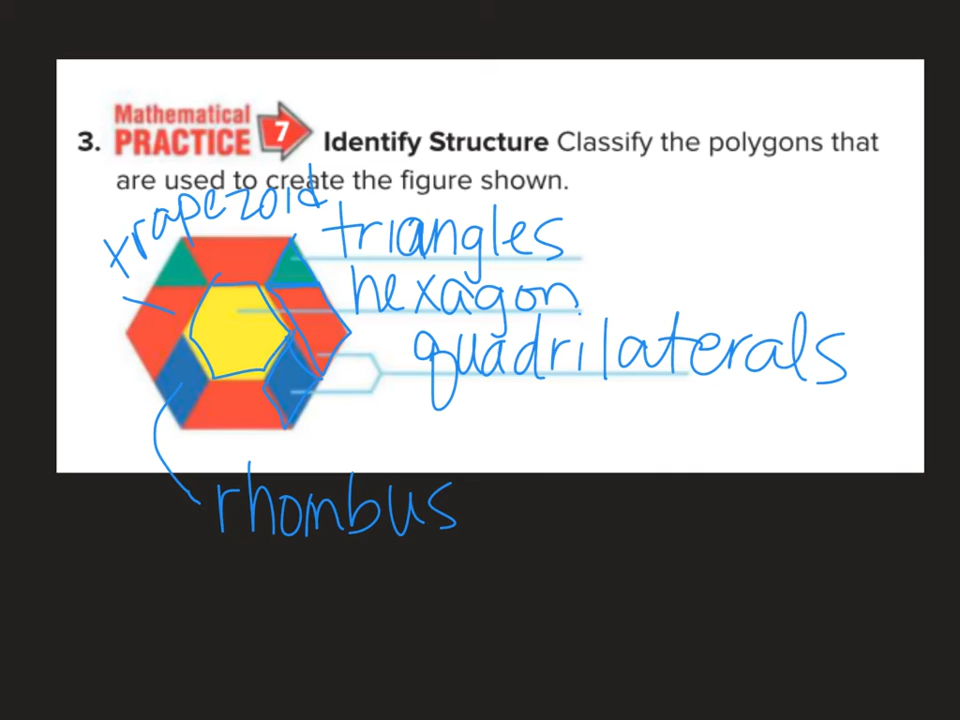 Mathematical
PRACTICE 7
3. Identify Structure Classify the polygons that
are used to create the figure shown.
trapezoid
triangles
hexagon
quadrilaterals
rhombus